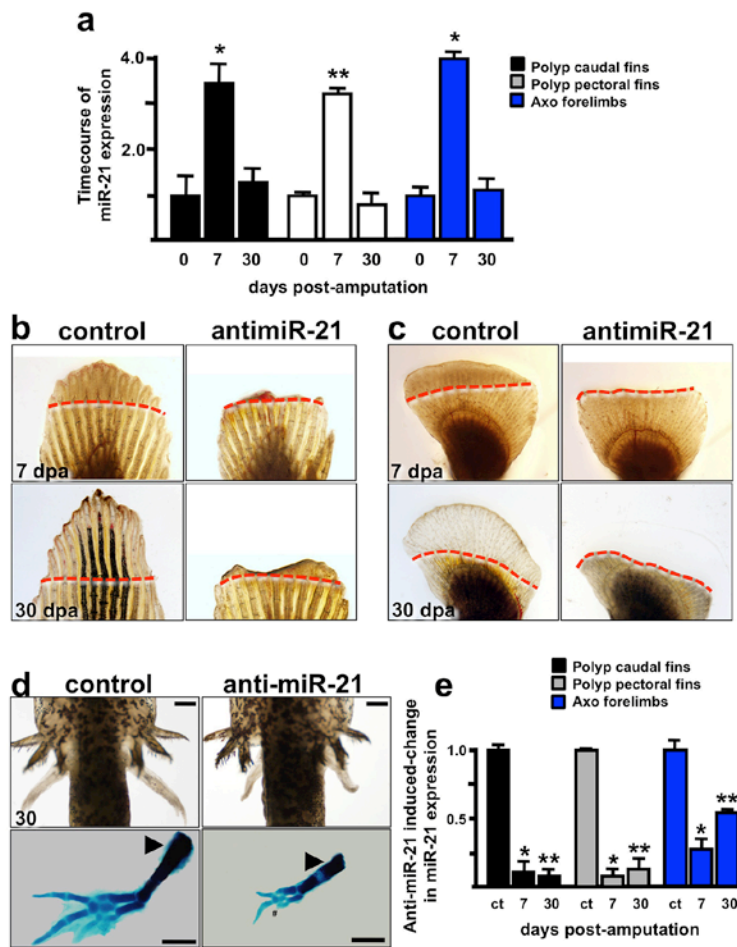 a
Timecourse of
miR-21 expression
4.0
2.0
*
**
*
0 7 30 0 7 30 0 7 30
days post-amputation
Polyp caudal fins
Polyp pectoral fins
Axo forelimbs
b
control antimiR-21
7 dpa
30 dpa
c
control antimiR-21
7 dpa
30 dpa
d
control anti-miR-21
30
#
e
Polyp caudal fins
Polyp pectoral fins
Axo forelimbs
Anti-miR-21 induced-change
in miR-21 expression
1.0
0.5
* ** * ** * **
ct 7 30 ct 7 30 ct 7 30
days post-amputation